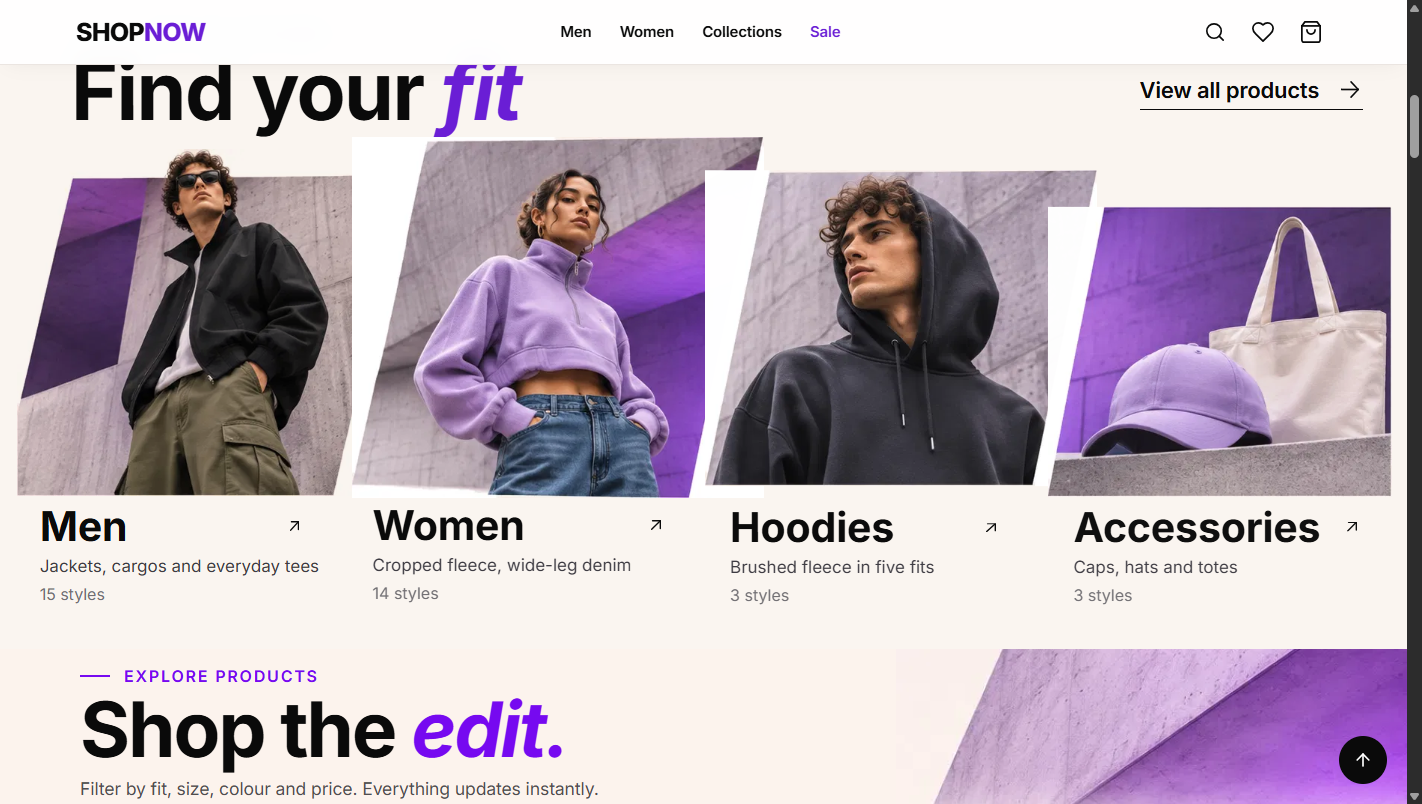 SHOPNOW
Men Women Collections Sale
Find your fit
View all products
Men
Jackets, cargos and everyday tees
15 styles
Women
Cropped fleece, wide-leg denim
14 styles
Hoodies
Brushed fleece in five fits
3 styles
Accessories
Caps, hats and totes
3 styles
EXPLORE PRODUCTS
Shop the edit.
Filter by fit, size, colour and price. Everything updates instantly.